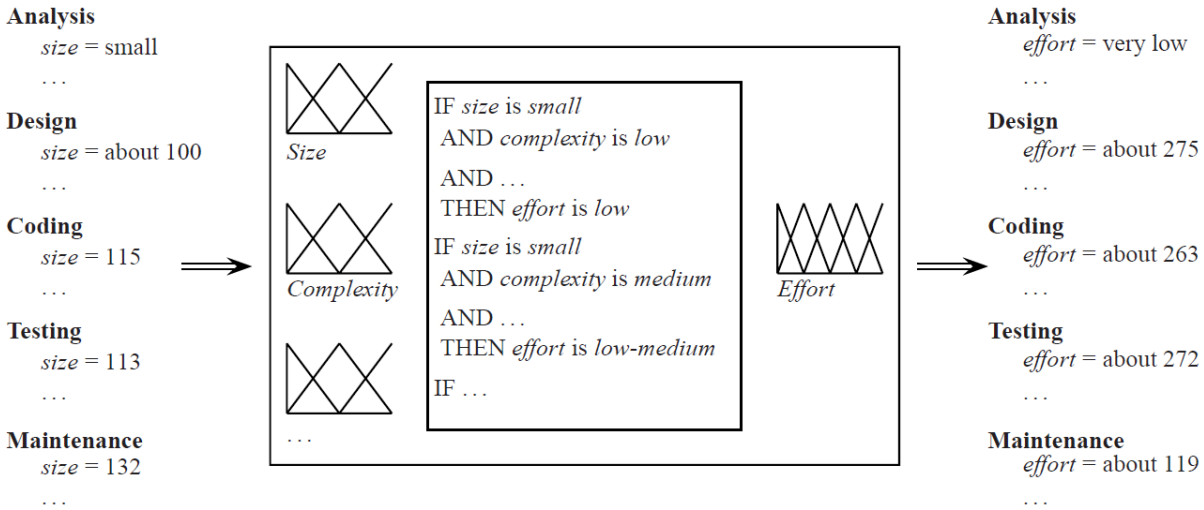 Analysis
size = small
. . .
Design
size = about 100
. . .
Coding
size = 115
. . .
Testing
size = 113
. . .
Maintenance
size = 132
. . .
Size
Complexity
. . .
IF size is small
AND complexity is low
AND . . .
THEN effort is low
IF size is small
AND complexity is medium
AND . . .
THEN effort is low-medium
IF . . .
Effort
Analysis
effort = very low
. . .
Design
effort = about 275
. . .
Coding
effort = about 263
. . .
Testing
effort = about 272
. . .
Maintenance
effort = about 119
. . .